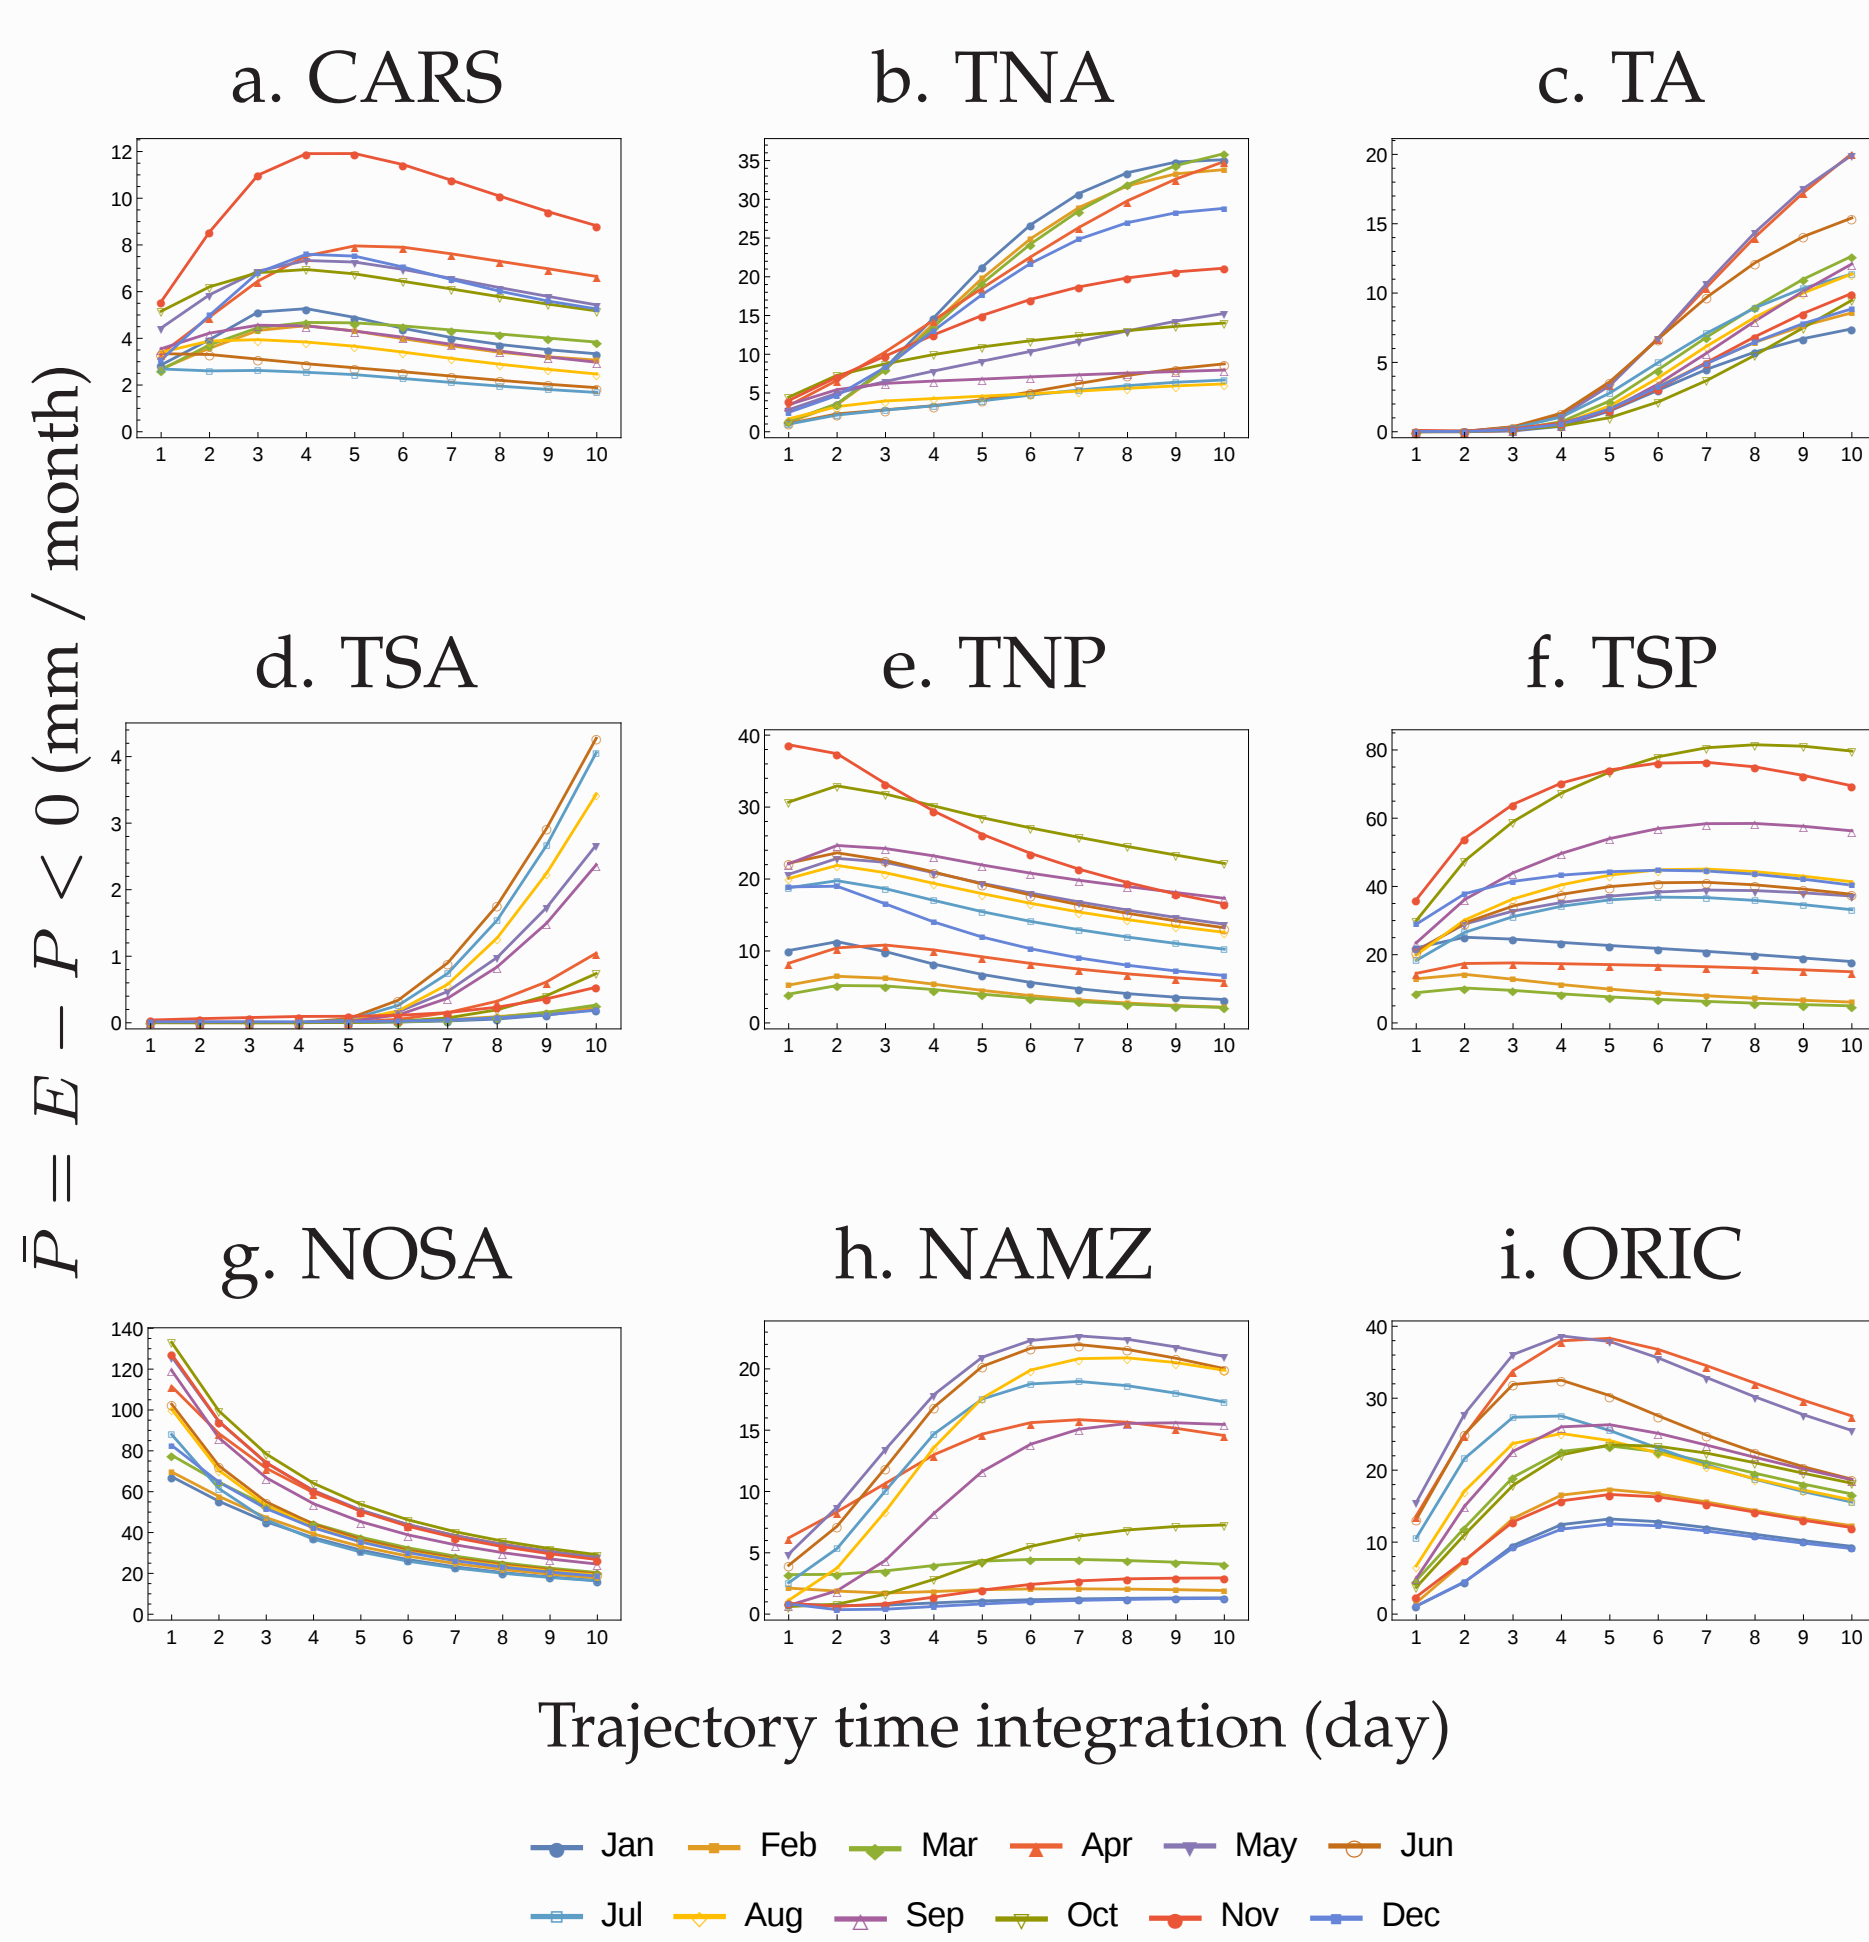 a. CARS
b. TNA
c. TA
12
10
8
6
4
2
0
1 2 3 4 5 6 7 8 9 10
35
30
25
20
15
10
5
0
1 2 3 4 5 6 7 8 9 10
20
15
10
5
0
1 2 3 4 5 6 7 8 9 10
P̄ = E − P < 0 (mm / month)
d. TSA
e. TNP
f. TSP
4
3
2
1
0
1 2 3 4 5 6 7 8 9 10
40
30
20
10
0
1 2 3 4 5 6 7 8 9 10
80
60
40
20
0
1 2 3 4 5 6 7 8 9 10
g. NOSA
h. NAMZ
i. ORIC
140
120
100
80
60
40
20
0
1 2 3 4 5 6 7 8 9 10
20
15
10
5
0
1 2 3 4 5 6 7 8 9 10
40
30
20
10
0
1 2 3 4 5 6 7 8 9 10
Trajectory time integration (day)
Jan Feb Mar Apr May Jun
Jul Aug Sep Oct Nov Dec